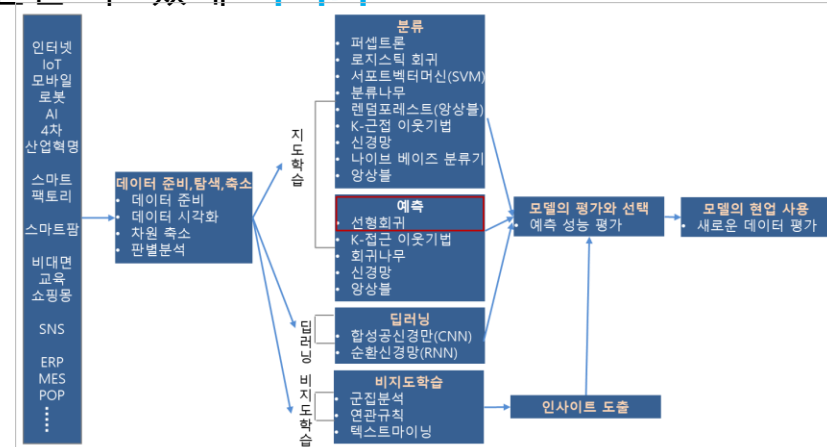 인터넷
IoT
모바일
로봇
AI
4차
산업혁명
스마트
팩토리
스마트팜
비대면
교육
쇼핑몰
SNS
ERP
MES
POP
데이터 준비,탐색,축소
• 데이터 준비
• 데이터 시각화
• 차원 축소
• 판별분석
지도학습
분류
• 퍼셉트론
• 로지스틱 회귀
• 서포트벡터머신(SVM)
• 분류나무
• 렌덤포레스트(앙상블)
• K-근접 이웃기법
• 신경망
• 나이브 베이즈 분류기
• 앙상블
예측
• 선형회귀
• K-접근 이웃기법
• 회귀나무
• 신경망
• 앙상블
딥러닝
딥러닝
• 합성공신경만(CNN)
• 순환신경망(RNN)
비지도학습
비지도학습
• 군집분석
• 연관규칙
• 텍스트마이닝
인사이트 도출
모델의 평가와 선택
• 예측 성능 평가
모델의 현업 사용
• 새로운 데이터 평가